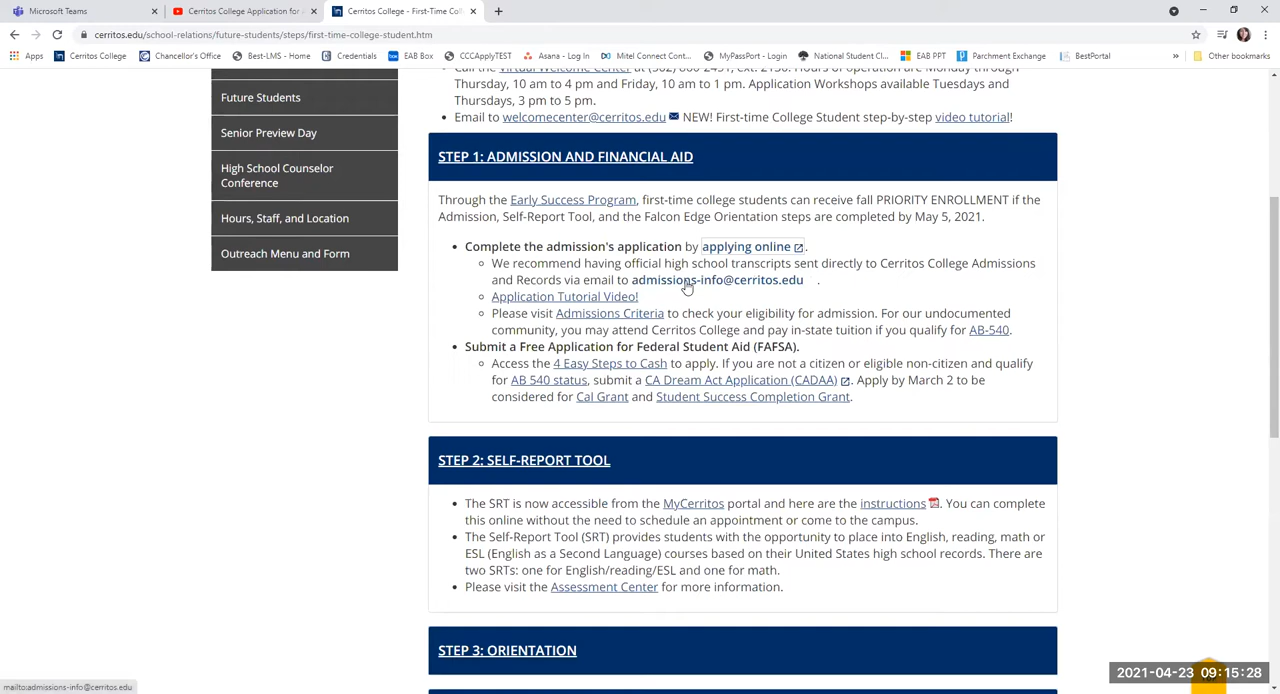 Microsoft Teams
Cerritos College Application for A
Cerritos College - First-Time Col
cerritos.edu/school-relations/future-students/steps/first-time-college-student.htm
Apps
Cerritos College
Chancellor's Office
Best-LMS - Home
Credentials
EAB Box
CCCApplyTEST
Asana - Log In
Mitel Connect Cont...
MyPassPort - Login
National Student Cl...
EAB PPT
Parchment Exchange
BestPortal
»
Other bookmarks
Future Students
Senior Preview Day
High School Counselor
Conference
Hours, Staff, and Location
Outreach Menu and Form
Thursday, 10 am to 4 pm and Friday, 10 am to 1 pm. Application Workshops available Tuesdays and
Thursdays, 3 pm to 5 pm.
• Email to welcomecenter@cerritos.edu NEW! First-time College Student step-by-step video tutorial!
STEP 1: ADMISSION AND FINANCIAL AID
Through the Early Success Program, first-time college students can receive fall PRIORITY ENROLLMENT if the
Admission, Self-Report Tool, and the Falcon Edge Orientation steps are completed by May 5, 2021.
• Complete the admission's application by applying online.
We recommend having official high school transcripts sent directly to Cerritos College Admissions
and Records via email to admissions-info@cerritos.edu .
Application Tutorial Video!
Please visit Admissions Criteria to check your eligibility for admission. For our undocumented
community, you may attend Cerritos College and pay in-state tuition if you qualify for AB-540.
• Submit a Free Application for Federal Student Aid (FAFSA).
Access the 4 Easy Steps to Cash to apply. If you are not a citizen or eligible non-citizen and qualify
for AB 540 status, submit a CA Dream Act Application (CADAA). Apply by March 2 to be
considered for Cal Grant and Student Success Completion Grant.
STEP 2: SELF-REPORT TOOL
• The SRT is now accessible from the MyCerritos portal and here are the instructions. You can complete
this online without the need to schedule an appointment or come to the campus.
• The Self-Report Tool (SRT) provides students with the opportunity to place into English, reading, math or
ESL (English as a Second Language) courses based on their United States high school records. There are
two SRTs: one for English/reading/ESL and one for math.
• Please visit the Assessment Center for more information.
STEP 3: ORIENTATION
mailto:admissions-info@cerritos.edu
2021-04-23 09:15:28